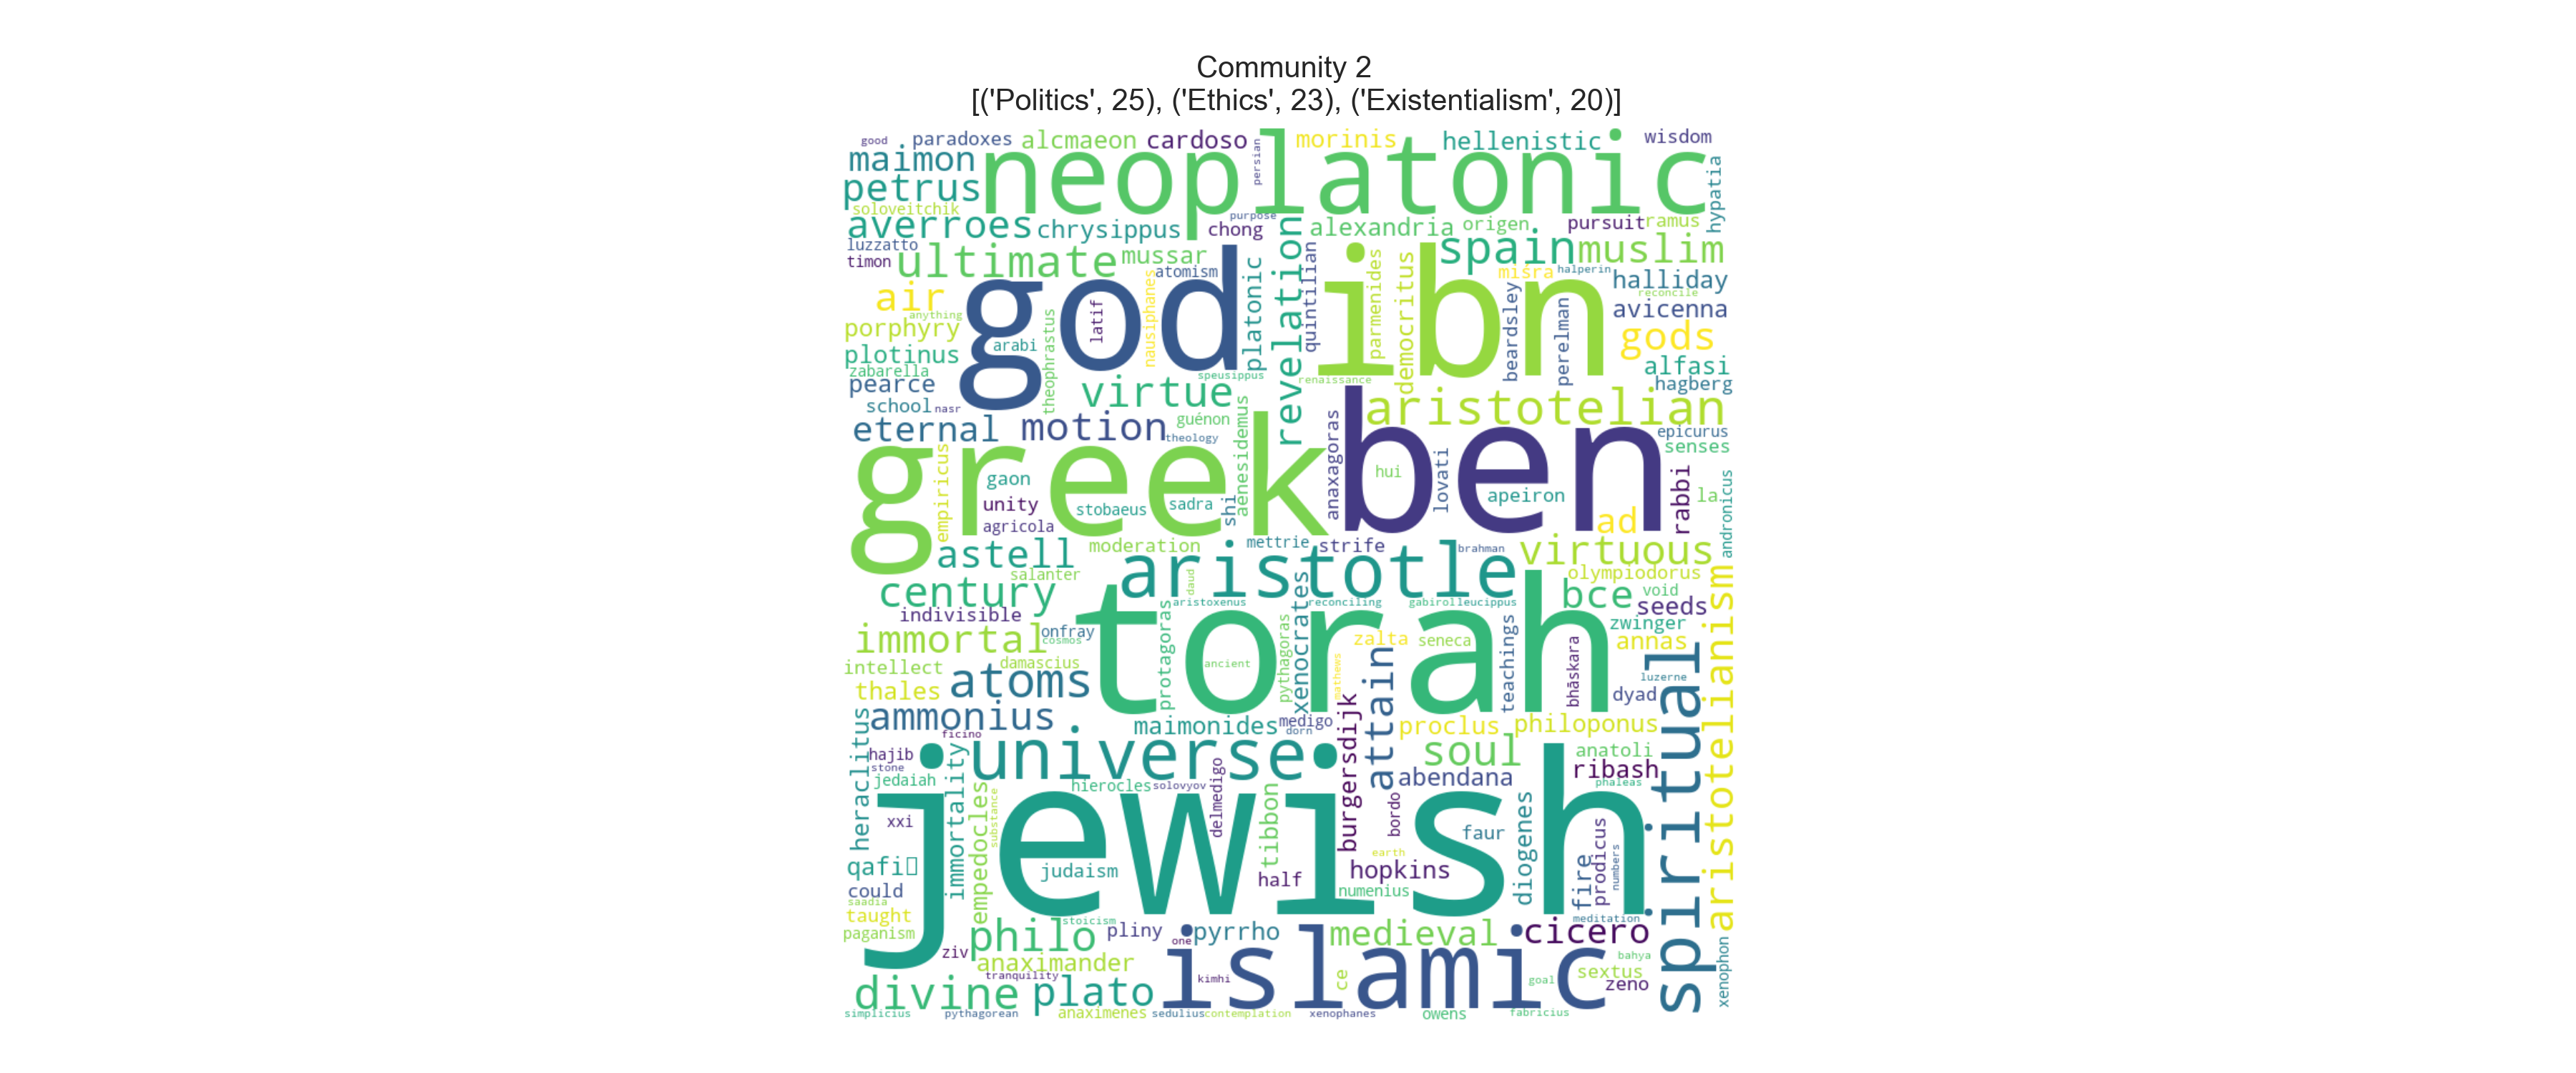 Community 2
[('Politics', 25), ('Ethics', 23), ('Existentialism', 20)]
good paradoxes alcmaeon cardoso morinis hellenistic wisdom
maimon neoplatonic persian hypatia
petrus
soloveitchik purpose
averroes chrysippus chong revelation alexandria origen pursuit ramus
luzzatto ultimate mussar spain muslim
timon atomism quintilian parmenides democritus misra halperin halliday
air god nausiphanes platonic ibn beardsley perelman reconcile
anything latif avicenna
porphyry arabi theophrastus gods
plotinus alfasi
zabarella speusippus renaissance
pearce virtue hagberg
school nasr guénon aenesidemus aristotelian
eternal motion theology anaxagoras ben epicurus
greek hui lovati senses
empiricus gaon apeiron rabbi la andronicus
unity stobaeus sadra shi ad
agricola
astell moderation mettrie strife brahman virtuous
salanter aristotle olympiodorus
century daud aristoxenus reconciling gabirol leucippus bce void
indivisible torah xenocrates seeds aristotelianism
immortal onfray protagoras pythagoras zalta seneca teachings zwinger
cosmos bhāskara annas
intellect damascius ancient mathews spiritual luzerne
thales atoms attain dyad
ammonius maimonides medigo burgersdijk proclus philoponus
heraclitus ficino dorn
hajib universe soul anatoli
stone ribash
jedaiah immortality hierocles solovyov delmedigo tibbon abendana phaleas
xxi empedocles substance jewish bordo faur diogenes prodicus
qafi judaism earth hopkins fire numbers
could half numenius
saadia
taught stoicism meditation
paganism philo pliny pyrrho medieval cicero
ziv one bahya
anaximander islamic ce sextus xenophon
tranquility kimhi goal zeno
divine plato
simplicius pythagorean anaximenes sedulius contemplation xenophanes owens fabricius